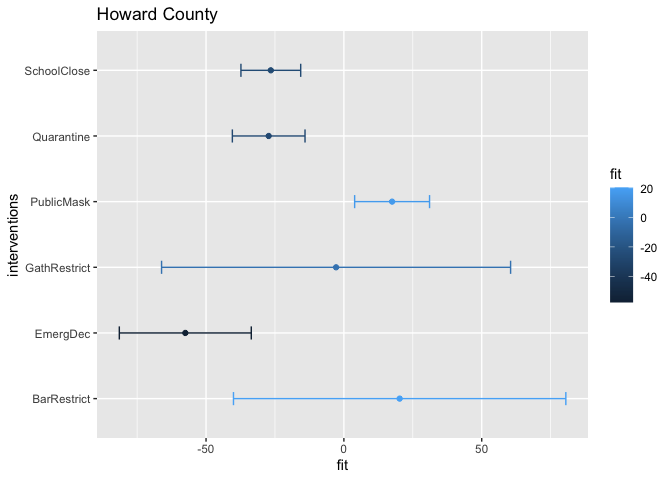 Howard County
SchoolClose
Quarantine
PublicMask
GathRestrict
EmergDec
BarRestrict
interventions
-50
0
50
fit
fit
20
0
-20
-40